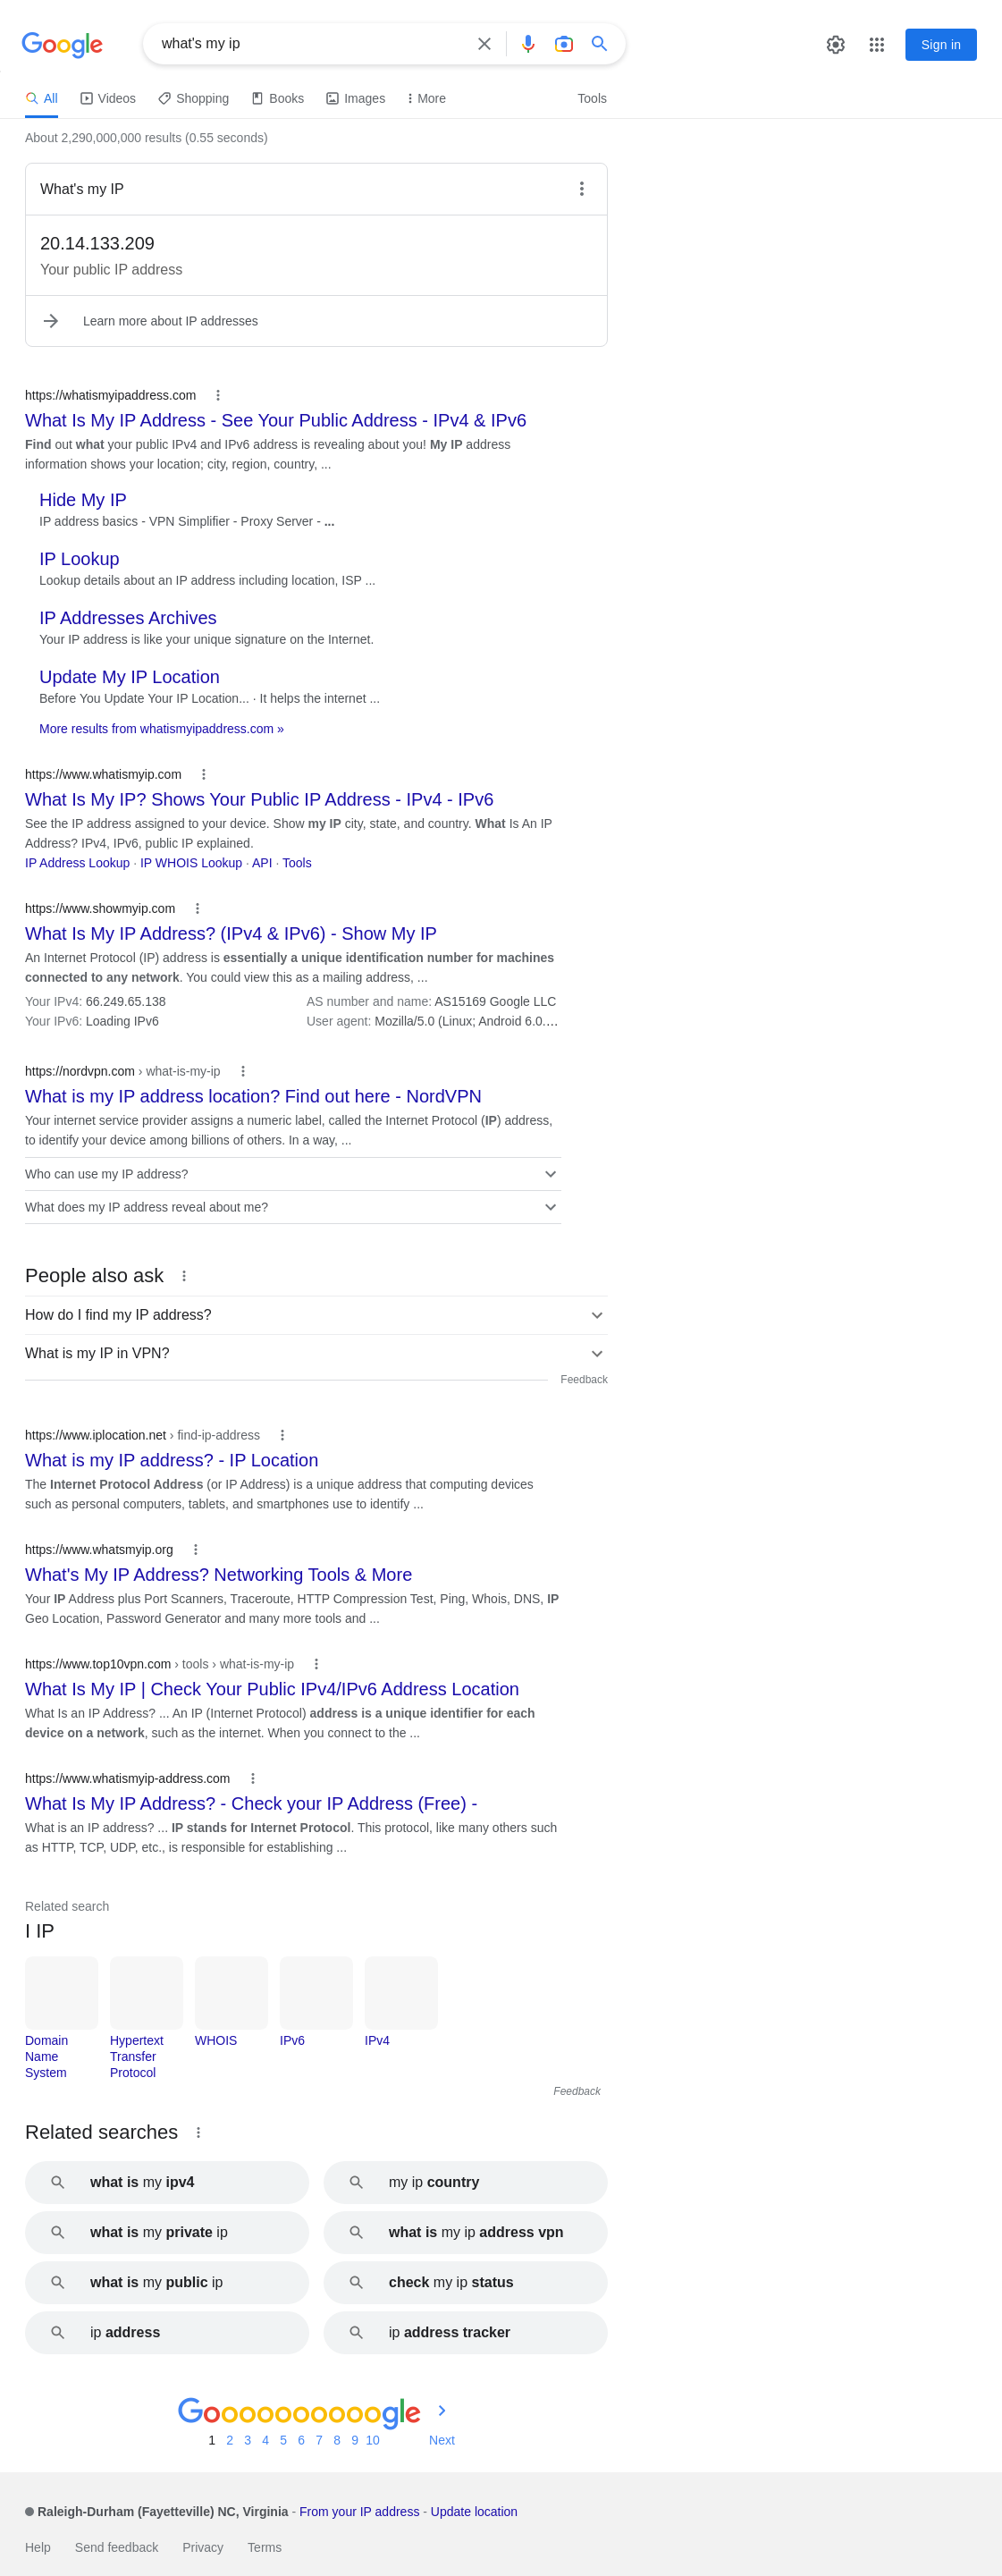 Google
what's my ip
Sign in
All
Videos
Shopping
Books
Images
More
Tools
About 2,290,000,000 results (0.55 seconds)
What's my IP
20.14.133.209
Your public IP address
Learn more about IP addresses
https://whatismyipaddress.com
What Is My IP Address - See Your Public Address - IPv4 & IPv6
Find out what your public IPv4 and IPv6 address is revealing about you! My IP address
information shows your location; city, region, country, ...
Hide My IP
IP address basics - VPN Simplifier - Proxy Server - ...
IP Lookup
Lookup details about an IP address including location, ISP ...
IP Addresses Archives
Your IP address is like your unique signature on the Internet.
Update My IP Location
Before You Update Your IP Location... · It helps the internet ...
More results from whatismyipaddress.com »
https://www.whatismyip.com
What Is My IP? Shows Your Public IP Address - IPv4 - IPv6
See the IP address assigned to your device. Show my IP city, state, and country. What Is An IP
Address? IPv4, IPv6, public IP explained.
IP Address Lookup · IP WHOIS Lookup · API · Tools
https://www.showmyip.com
What Is My IP Address? (IPv4 & IPv6) - Show My IP
An Internet Protocol (IP) address is essentially a unique identification number for machines
connected to any network. You could view this as a mailing address, ...
Your IPv4: 66.249.65.138
AS number and name: AS15169 Google LLC
Your IPv6: Loading IPv6
User agent: Mozilla/5.0 (Linux; Android 6.0....
https://nordvpn.com › what-is-my-ip
What is my IP address location? Find out here - NordVPN
Your internet service provider assigns a numeric label, called the Internet Protocol (IP) address,
to identify your device among billions of others. In a way, ...
Who can use my IP address?
What does my IP address reveal about me?
People also ask
How do I find my IP address?
What is my IP in VPN?
Feedback
https://www.iplocation.net › find-ip-address
What is my IP address? - IP Location
The Internet Protocol Address (or IP Address) is a unique address that computing devices
such as personal computers, tablets, and smartphones use to identify ...
https://www.whatsmyip.org
What's My IP Address? Networking Tools & More
Your IP Address plus Port Scanners, Traceroute, HTTP Compression Test, Ping, Whois, DNS, IP
Geo Location, Password Generator and many more tools and ...
https://www.top10vpn.com › tools › what-is-my-ip
What Is My IP | Check Your Public IPv4/IPv6 Address Location
What Is an IP Address? ... An IP (Internet Protocol) address is a unique identifier for each
device on a network, such as the internet. When you connect to the ...
https://www.whatismyip-address.com
What Is My IP Address? - Check your IP Address (Free) -
What is an IP address? ... IP stands for Internet Protocol. This protocol, like many others such
as HTTP, TCP, UDP, etc., is responsible for establishing ...
Related search
I IP
Domain
Name
System
Hypertext
Transfer
Protocol
WHOIS
IPv6
IPv4
Feedback
Related searches
what is my ipv4
my ip country
what is my private ip
what is my ip address vpn
what is my public ip
check my ip status
ip address
ip address tracker
Goooooooooogle
1 2 3 4 5 6 7 8 9 10 Next
Raleigh-Durham (Fayetteville) NC, Virginia - From your IP address - Update location
Help
Send feedback
Privacy
Terms